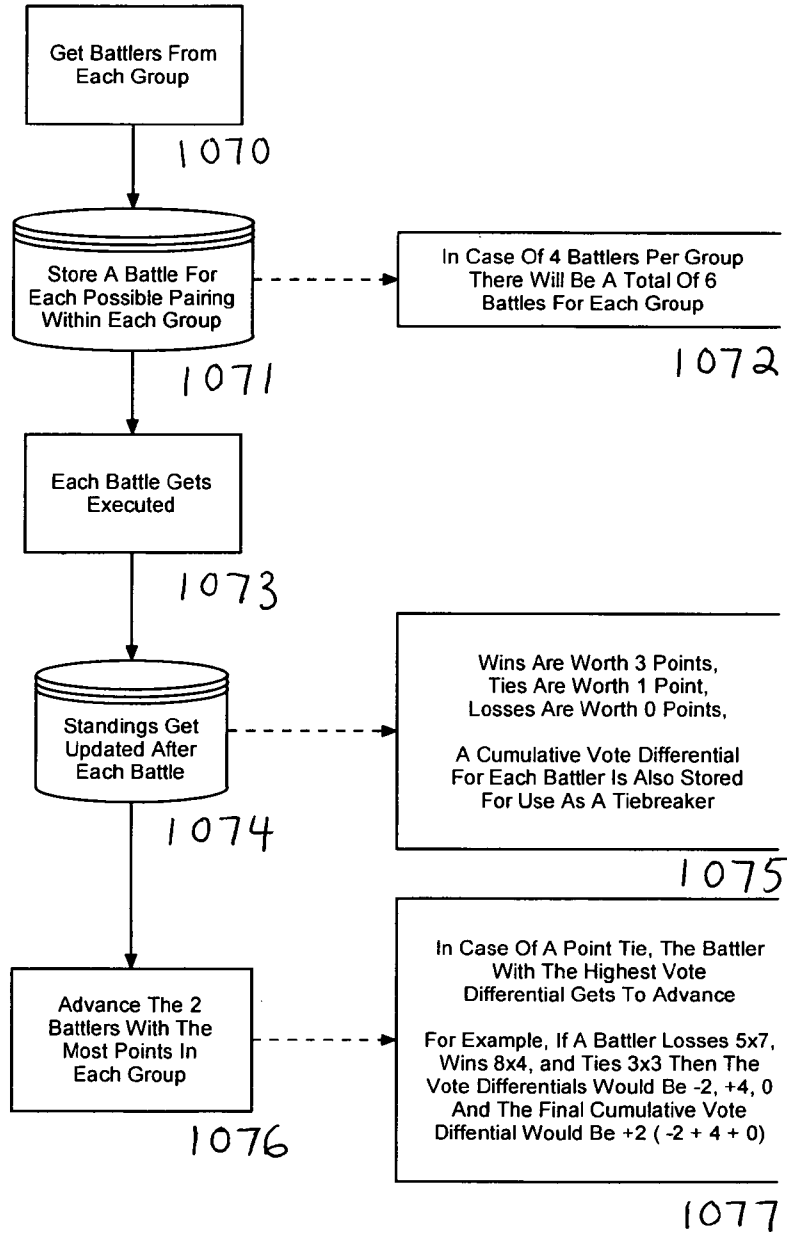 Get Battlers From
Each Group
1070
Store A Battle For
Each Possible Pairing
Within Each Group
1071
In Case Of 4 Battlers Per Group
There Will Be A Total Of 6
Battles For Each Group
1072
Each Battle Gets
Executed
1073
Standings Get
Updated After
Each Battle
1074
Wins Are Worth 3 Points,
Ties Are Worth 1 Point,
Losses Are Worth 0 Points,
A Cumulative Vote Differential
For Each Battler Is Also Stored
For Use As A Tiebreaker
1075
Advance The 2
Battlers With The
Most Points In
Each Group
1076
In Case Of A Point Tie, The Battler
With The Highest Vote
Differential Gets To Advance
For Example, If A Battler Losses 5x7,
Wins 8x4, and Ties 3x3 Then The
Vote Differentials Would Be -2, +4, 0
And The Final Cumulative Vote
Diffential Would Be +2 ( -2 + 4 + 0)
1077